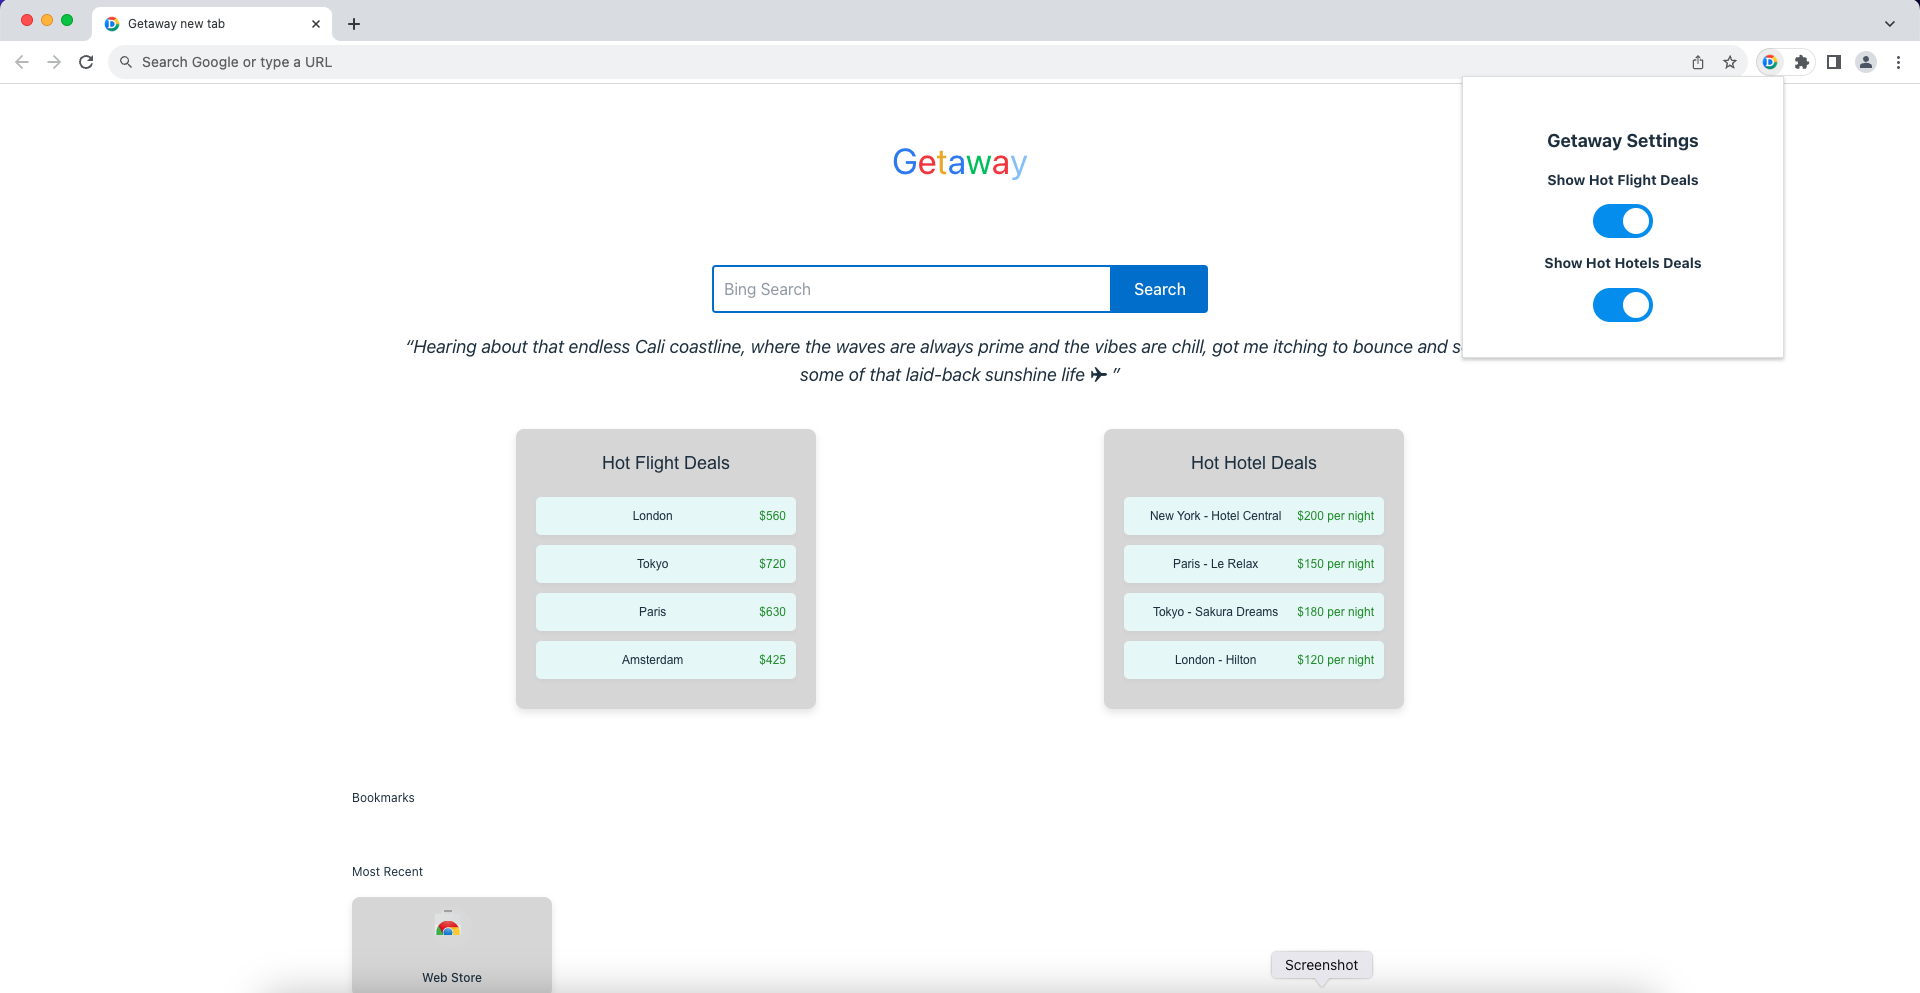 Getaway new tab
Search Google or type a URL
Getaway Settings
Show Hot Flight Deals
Show Hot Hotels Deals
Getaway
Bing Search
Search
“Hearing about that endless Cali coastline, where the waves are always prime and the vibes are chill, got me itching to bounce and
some of that laid-back sunshine life ✈ ”
Hot Flight Deals
London $560
Tokyo $720
Paris $630
Amsterdam $425
Hot Hotel Deals
New York - Hotel Central $200 per night
Paris - Le Relax $150 per night
Tokyo - Sakura Dreams $180 per night
London - Hilton $120 per night
Bookmarks
Most Recent
Web Store
Screenshot